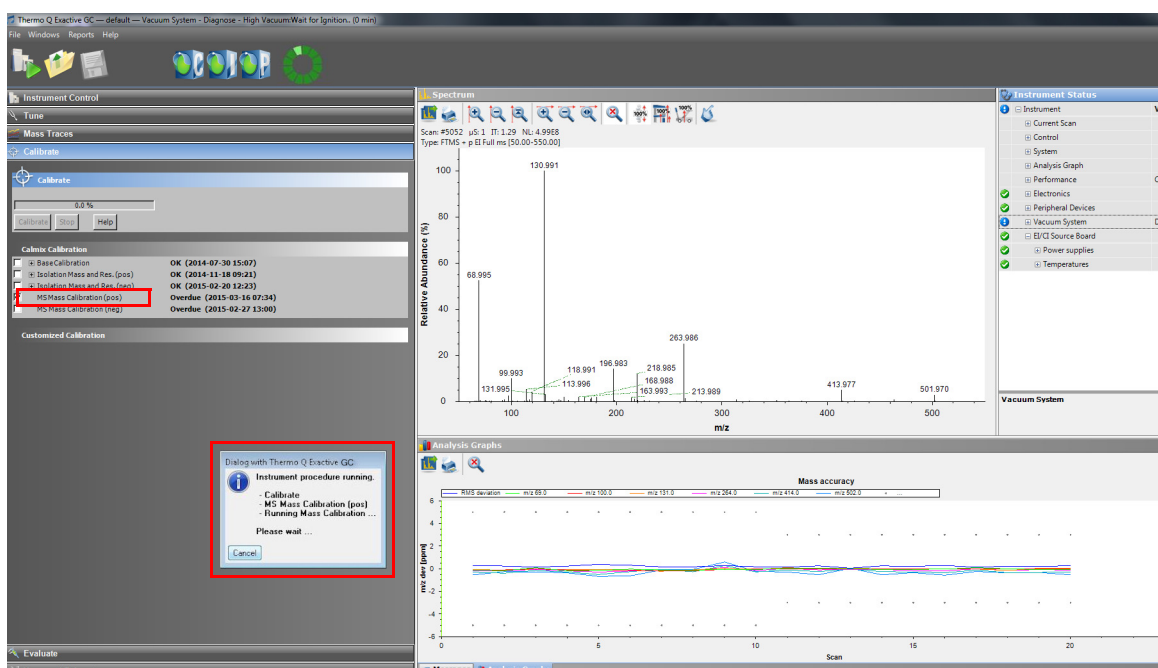 Thermo Q Exactive GC — default — Vacuum System - Diagnose - High Vacuum:Wait for Ignition.. (0 min)
File Windows Reports Help
Instrument Control
Tune
Mass Traces
Calibrate
Calibrate
0.0 %
Calibrate Stop Help
Calmix Calibration
Base Calibration OK (2014-07-30 15:07)
Isolation Mass and Res. (pos) OK (2014-11-18 09:21)
Isolation Mass and Res. (neg) OK (2015-02-20 12:23)
MS Mass Calibration (pos) Overdue (2015-03-16 07:34)
MS Mass Calibration (neg) Overdue (2015-02-27 13:00)
Customized Calibration
Dialog with Thermo Q Exactive GC
Instrument procedure running.
- Calibrate
- MS Mass Calibration (pos)
- Running Mass Calibration ...
Please wait ...
Cancel
Evaluate
Spectrum
100% 100% 100%
Scan: #5052 µS: 1 IT: 1.29 NL: 4.99E8
Type: FTMS + p EI Full ms [50.00-550.00]
Relative Abundance (%)
100
80
60
40
20
0
130.991
68.995
263.986
196.983
218.985
118.991
99.993
168.988
113.996
131.995
163.993
213.989
413.977
501.970
100 200 300 400 500
m/z
Analysis Graphs
Mass accuracy
RMS deviation m/z 69.0 m/z 100.0 m/z 131.0 m/z 264.0 m/z 414.0 m/z 502.0 ...
m/z dev [ppm]
6
4
2
0
-2
-4
-6
0 5 10 15 20
Scan
Instrument Status
Instrument
Current Scan
Control
System
Analysis Graph
Performance
Electronics
Peripheral Devices
Vacuum System
EI/CI Source Board
Power supplies
Temperatures
Vacuum System